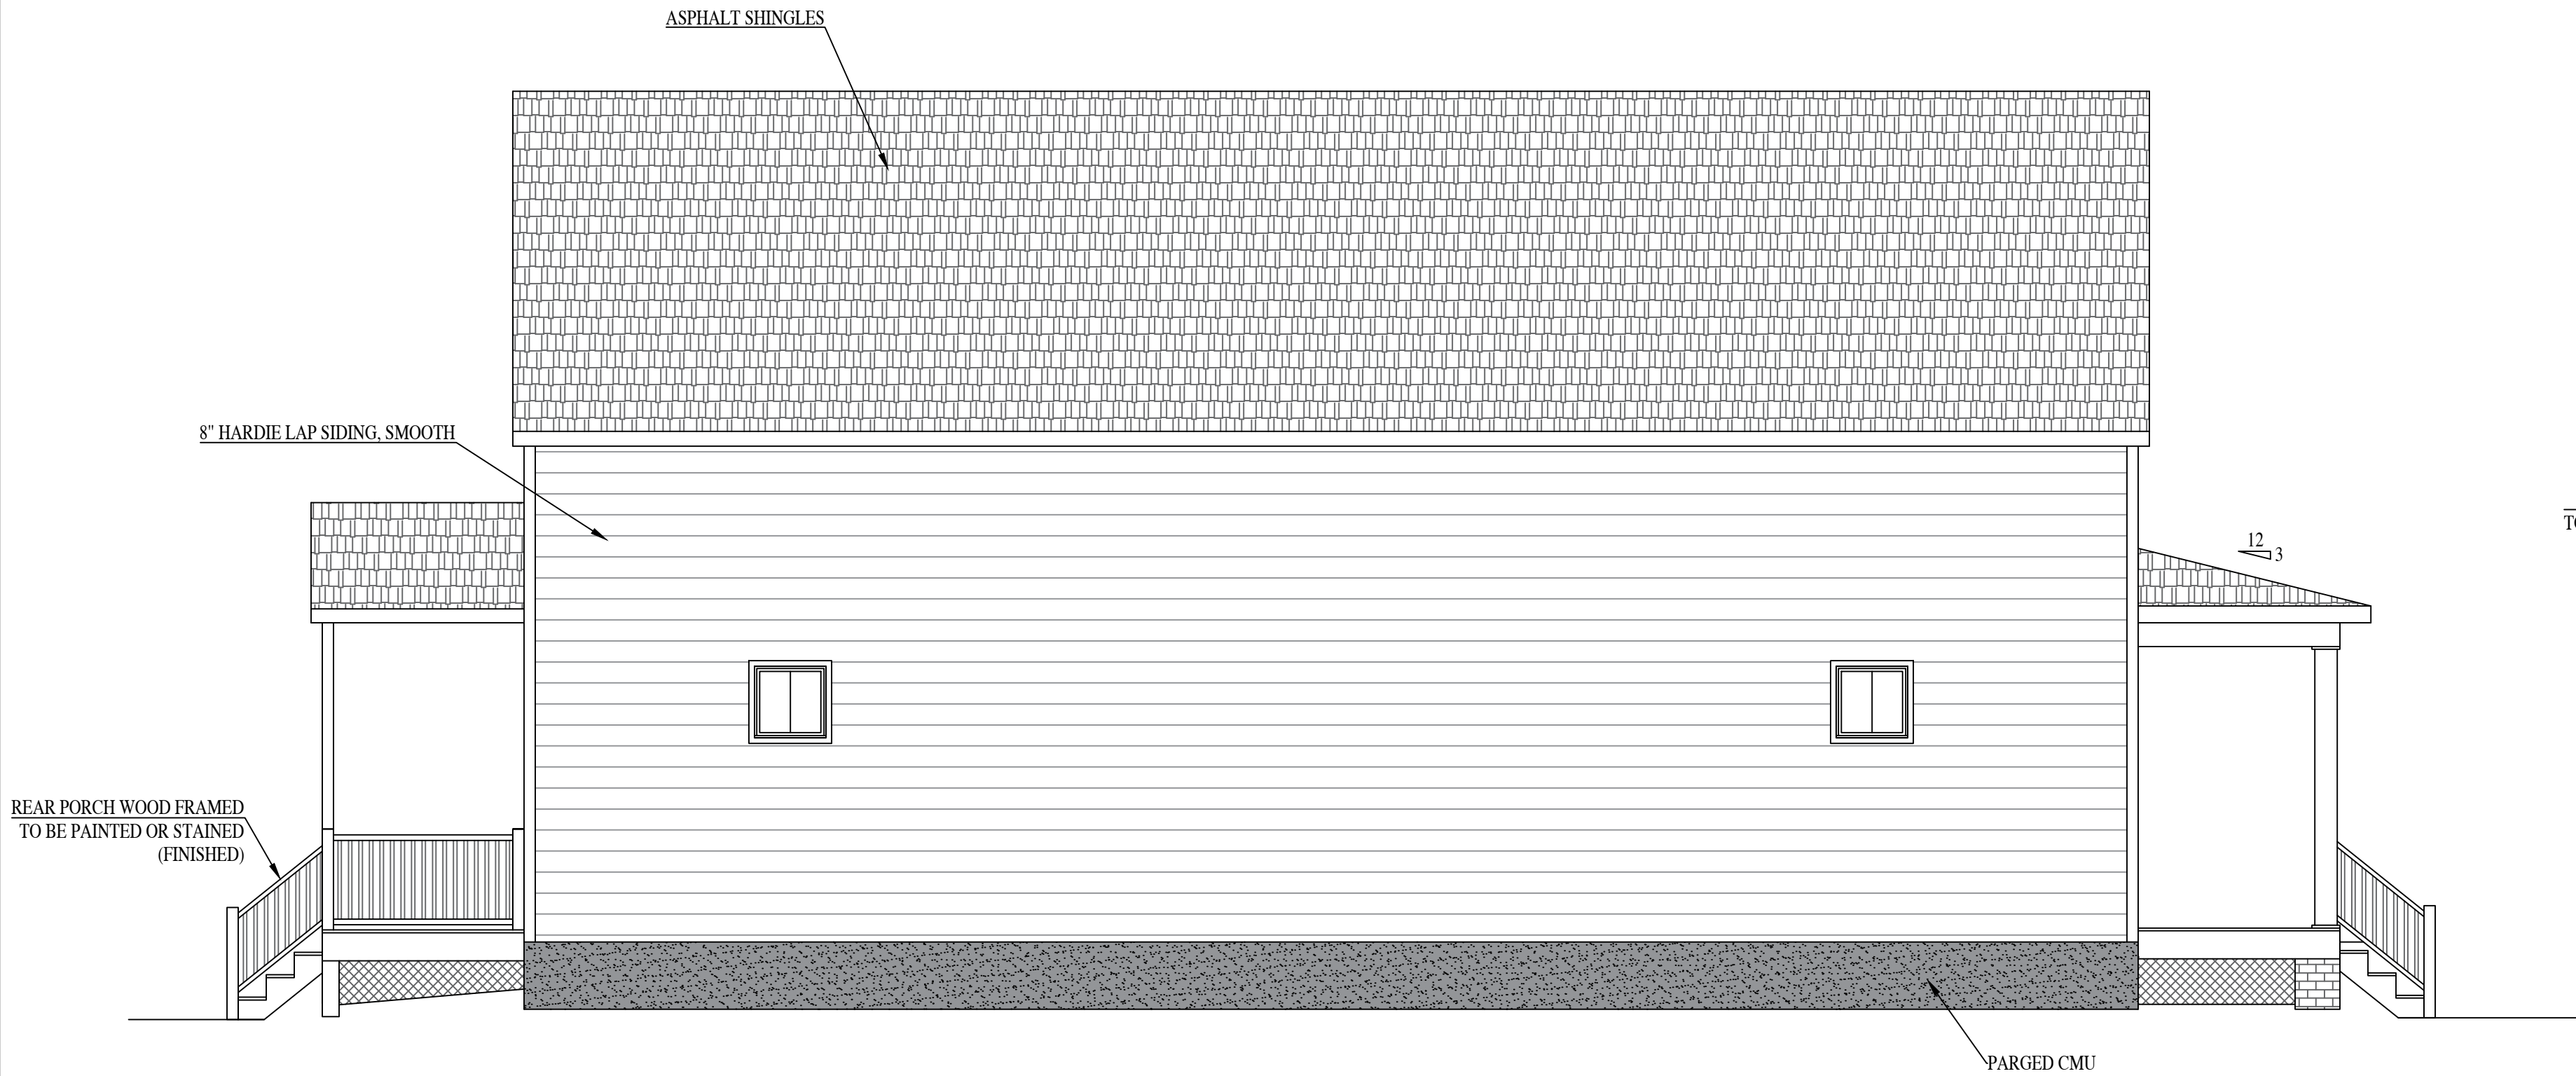 ASPHALT SHINGLES
8" HARDIE LAP SIDING, SMOOTH
12
3
REAR PORCH WOOD FRAMED
TO BE PAINTED OR STAINED
(FINISHED)
PARGED CMU